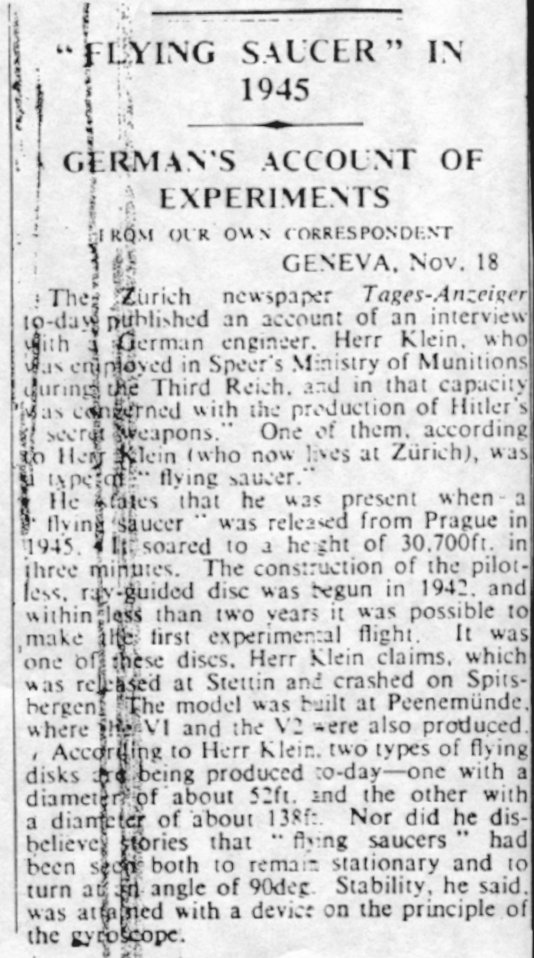 “ FLYING SAUCER ” IN
1945
GERMAN'S ACCOUNT OF
EXPERIMENTS
FROM OUR OWN CORRESPONDENT
GENEVA, Nov. 18
The Zürich newspaper Tages-Anzeiger
to-day published an account of an interview
with a German engineer, Herr Klein, who
was employed in Speer's Ministry of Munitions
during the Third Reich, and in that capacity
was concerned with the production of Hitler's
“ secret weapons.” One of them, according
to Herr Klein (who now lives at Zürich), was
a type of “ flying saucer.”
He states that he was present when a
“ flying saucer ” was released from Prague in
1945. It soared to a height of 30,700ft. in
three minutes. The construction of the pilot-
less, ray-guided disc was begun in 1942, and
within less than two years it was possible to
make the first experimental flight. It was
one of these discs, Herr Klein claims, which
was released at Stettin and crashed on Spits-
bergen. The model was built at Peenemünde,
where the V1 and the V2 were also produced.
According to Herr Klein, two types of flying
disks are being produced to-day—one with a
diameter of about 52ft. and the other with
a diameter of about 138ft. Nor did he dis-
believe stories that “ flying saucers ” had
been seen both to remain stationary and to
turn at an angle of 90deg. Stability, he said,
was attained with a device on the principle of
the gyroscope.